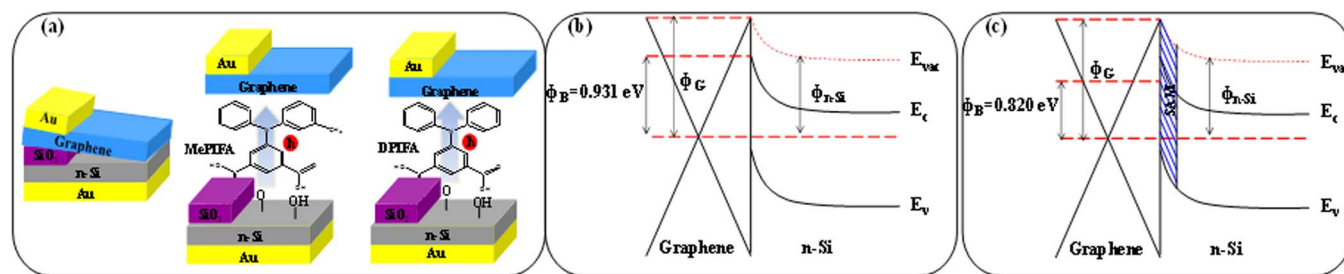 (a)
Au
Graphene
SiO2
n-Si
Au
Au
Graphene
MePIFA
h
O
OH
SiO2
n-Si
Au
Au
Graphene
DPIFA
h
O
OH
SiO2
n-Si
Au
(b)
ϕB=0.931 eV
ϕG
ϕn-Si
Evac
Ec
Ev
Graphene
n-Si
(c)
ϕB=0.820 eV
ϕG
SAM
ϕn-Si
Eva
Ec
Ev
Graphene
n-Si